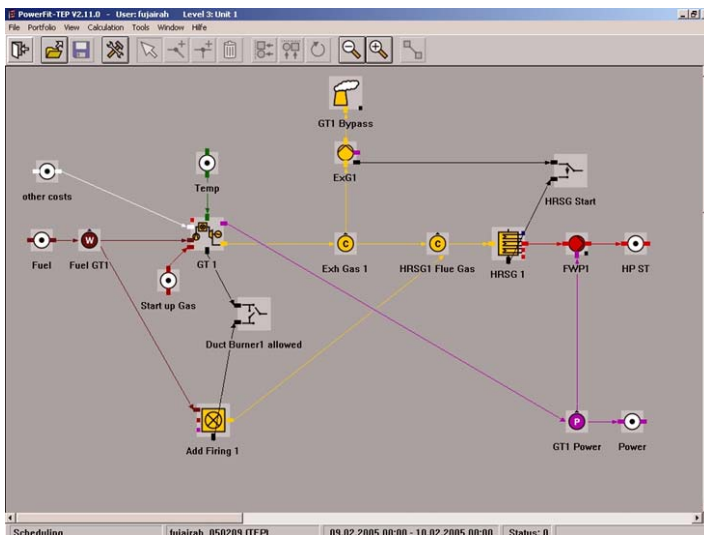 PowerFit-TEP V2.11.0 - User: fujairah Level 3: Unit 1
File Portfolio View Calculation Tools Window Hilfe
GT1 Bypass
ExG1
other costs
Temp
HRSG Start
W
C
C
Fuel
Fuel GT1
GT 1
Exh Gas 1
HRSG1 Flue Gas
HRSG 1
FWP1
HP ST
Start up Gas
Duct Burner1 allowed
P
Add Firing 1
GT1 Power
Power
Scheduling
fujairah_050209 (TEP)
09.02.2005 00:00 - 10.02.2005 00:00
Status: 0